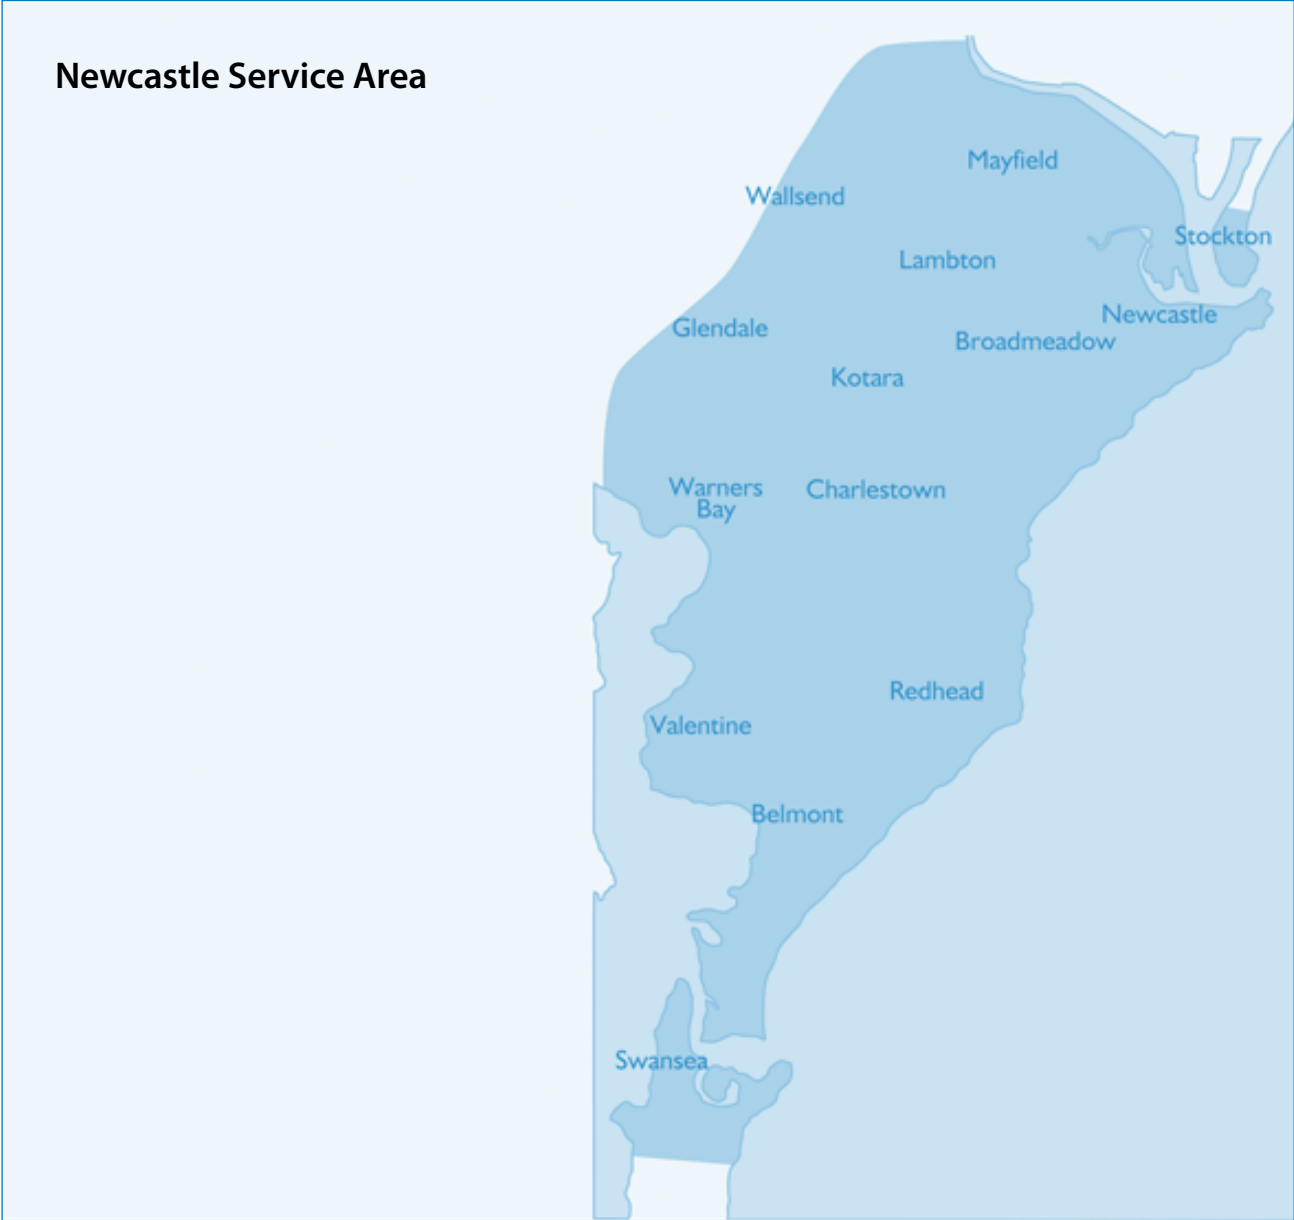 Newcastle Service Area
Mayfield
Wallsend
Stockton
Lambton
Newcastle
Glendale
Broadmeadow
Kotara
Warners
Bay
Charlestown
Redhead
Valentine
Belmont
Swansea